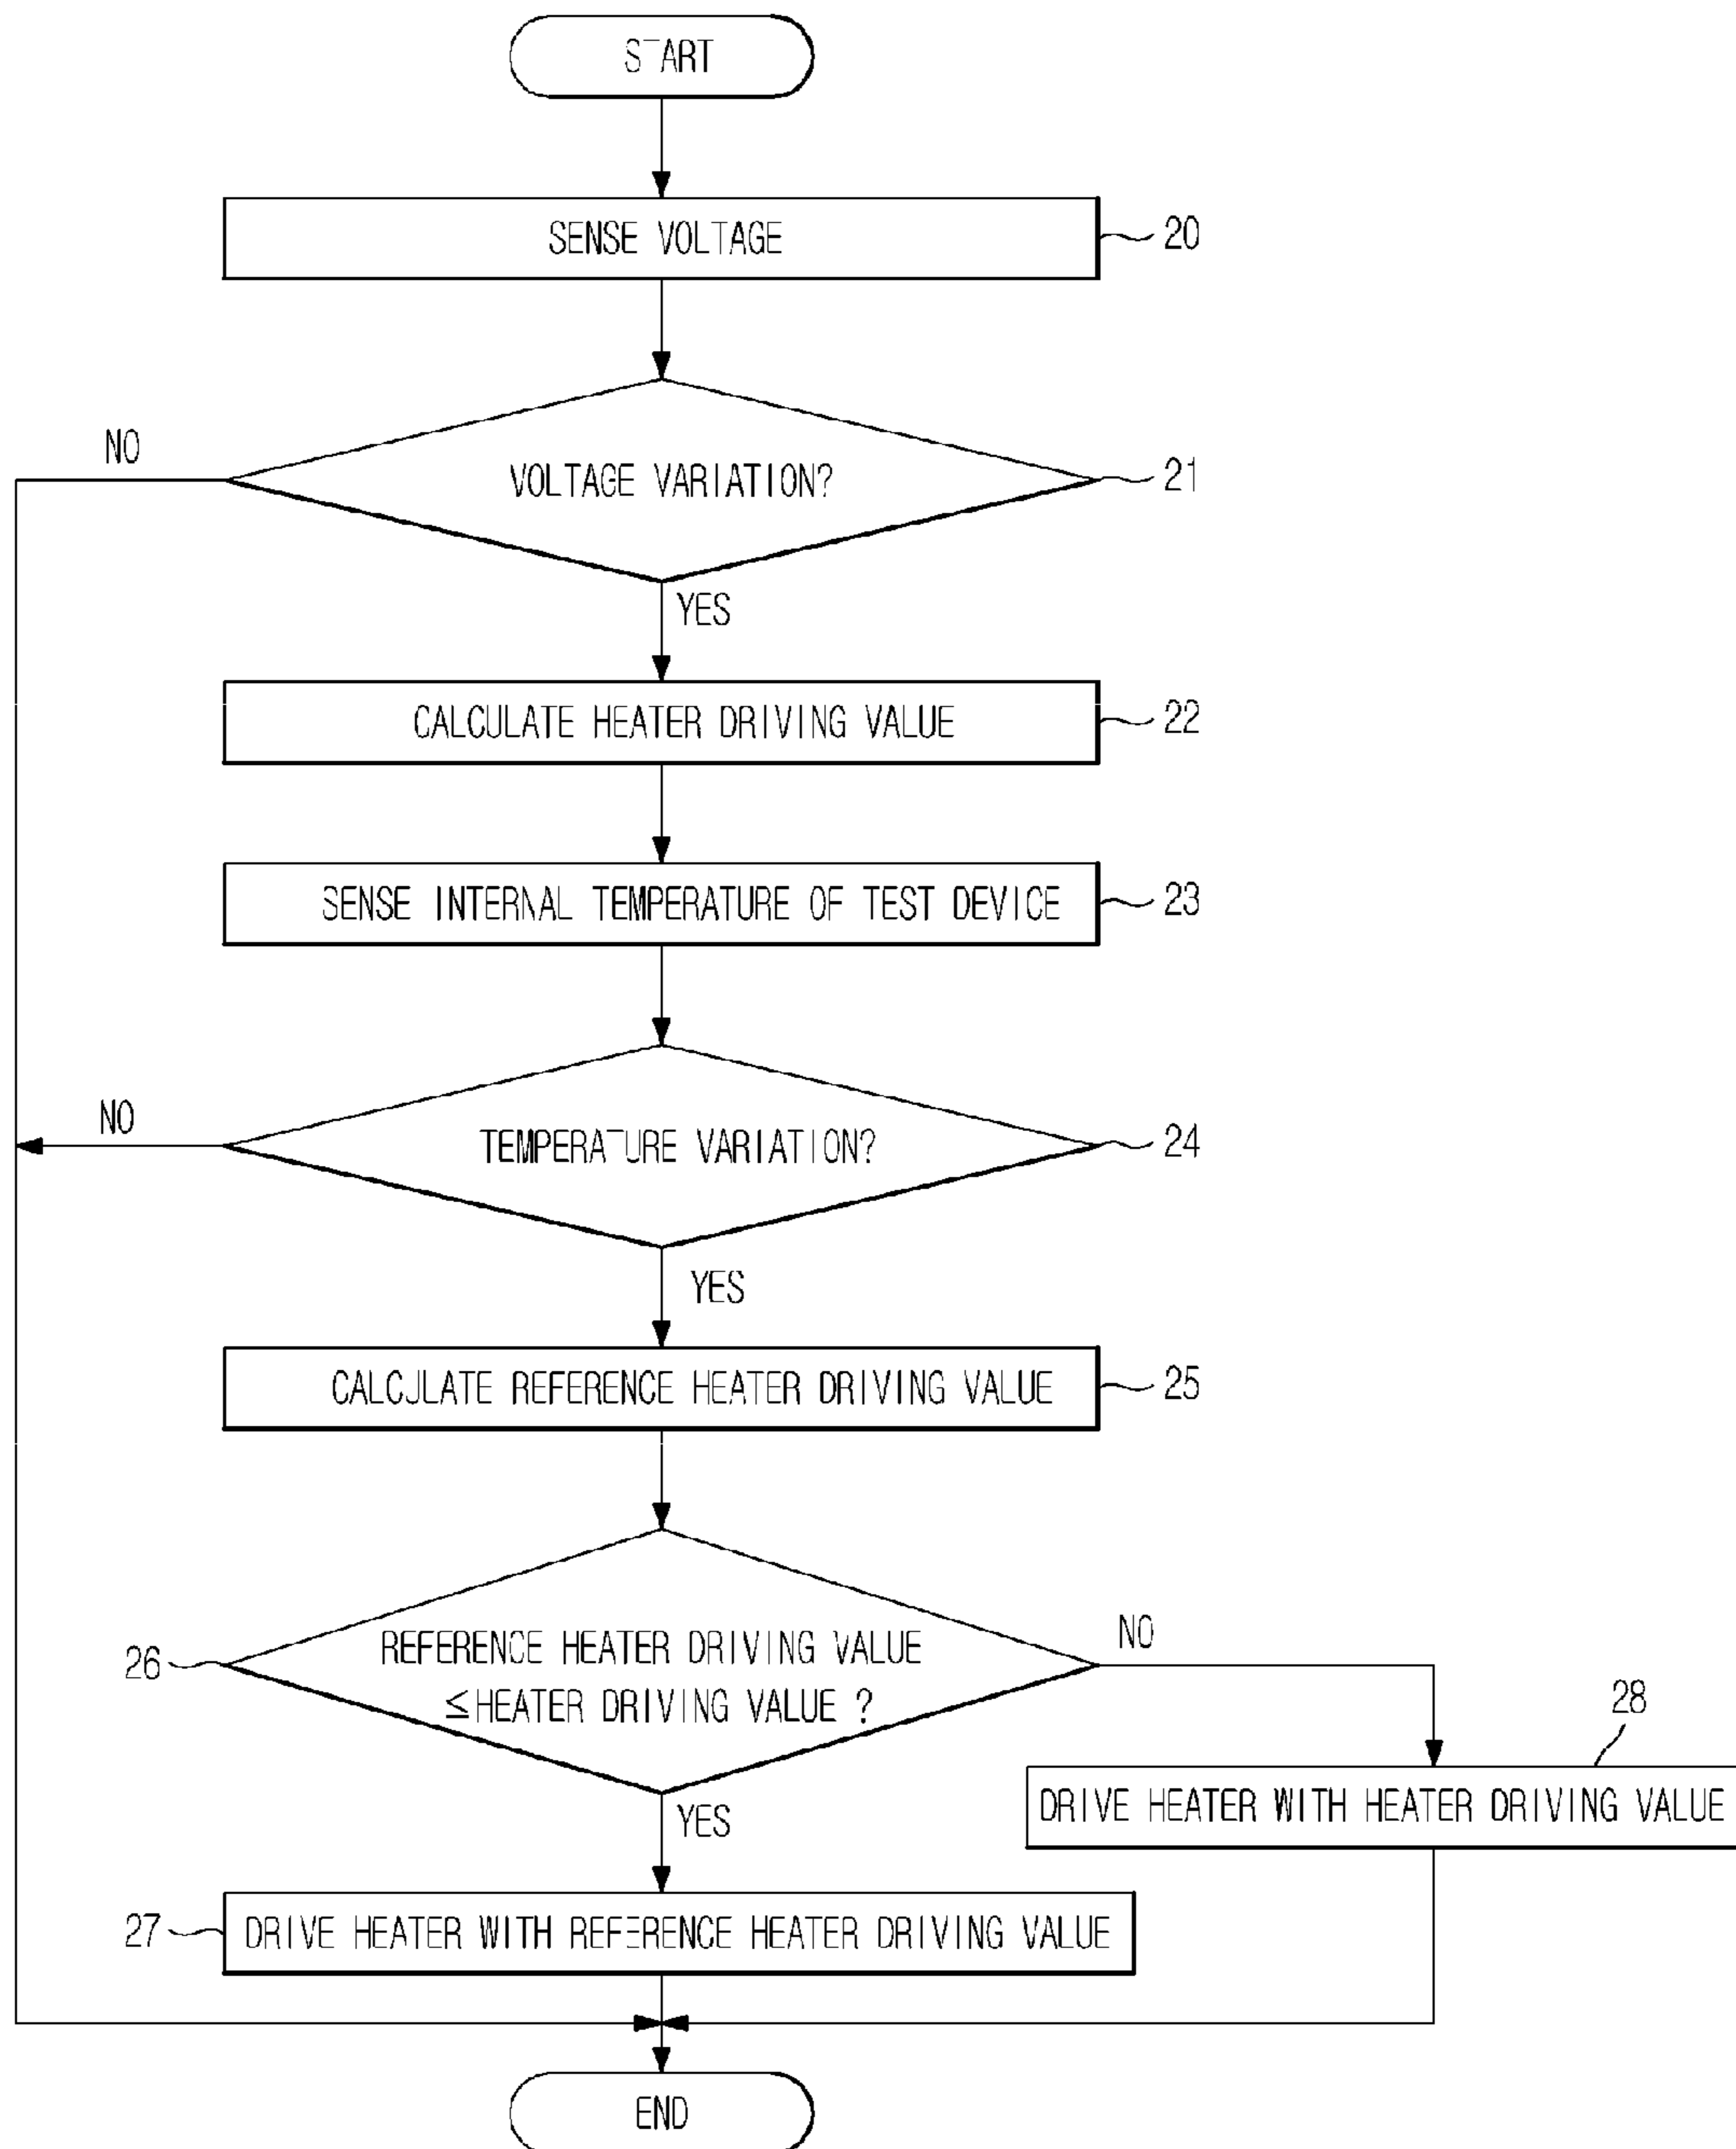 START
SENSE VOLTAGE
20
NO
VOLTAGE VARIATION?
21
YES
CALCULATE HEATER DRIVING VALUE
22
SENSE INTERNAL TEMPERATURE OF TEST DEVICE
23
NO
TEMPERATURE VARIATION?
24
YES
CALCULATE REFERENCE HEATER DRIVING VALUE
25
26
REFERENCE HEATER DRIVING VALUE
≤HEATER DRIVING VALUE ?
NO
28
DRIVE HEATER WITH HEATER DRIVING VALUE
YES
27
DRIVE HEATER WITH REFERENCE HEATER DRIVING VALUE
END